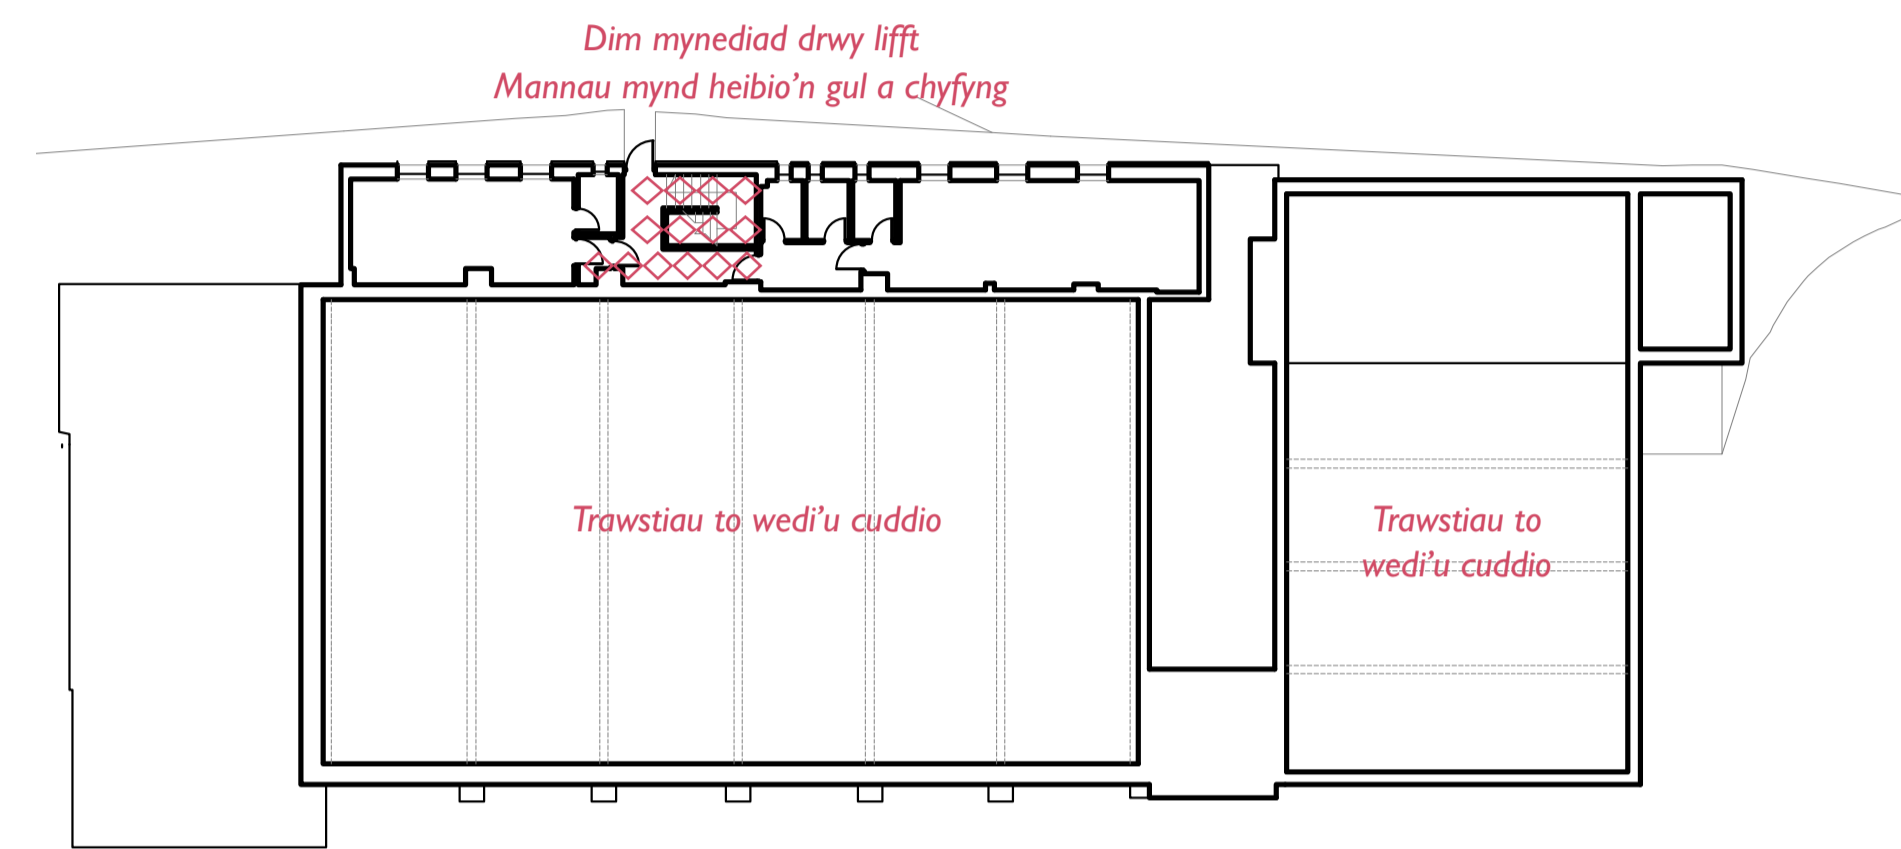 Dim mynediad drwy lifft
Mannau mynd heibio’n gul a chyfyng
Trawstiau to wedi’u cuddio
Trawstiau to
wedi’u cuddio